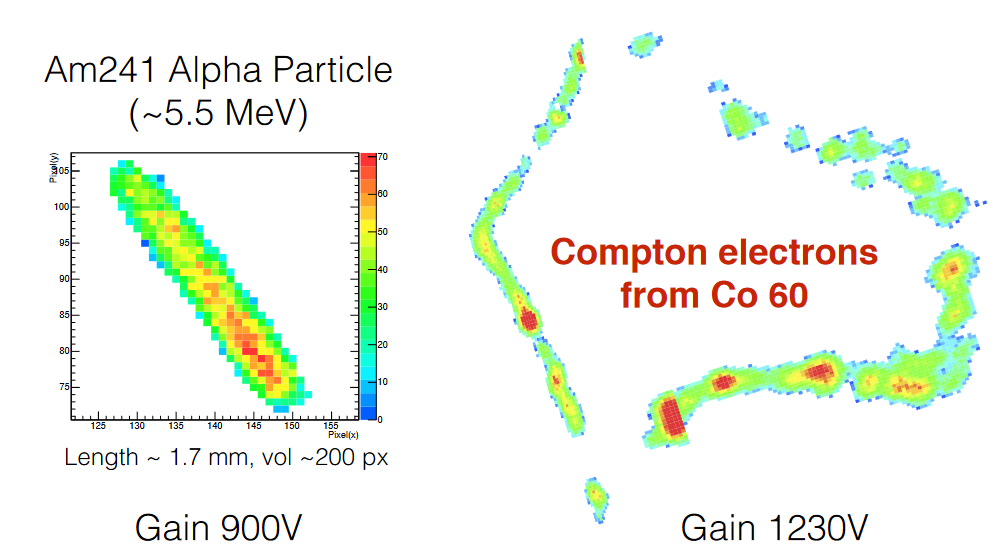 Am241 Alpha Particle
(~5.5 MeV)
Pixel(y)
105
100
95
90
85
80
75
125
130
135
140
145
150
155
Pixel(x)
70
60
50
40
30
20
10
0
Length ~ 1.7 mm, vol ~200 px
Gain 900V
Compton electrons
from Co 60
Gain 1230V